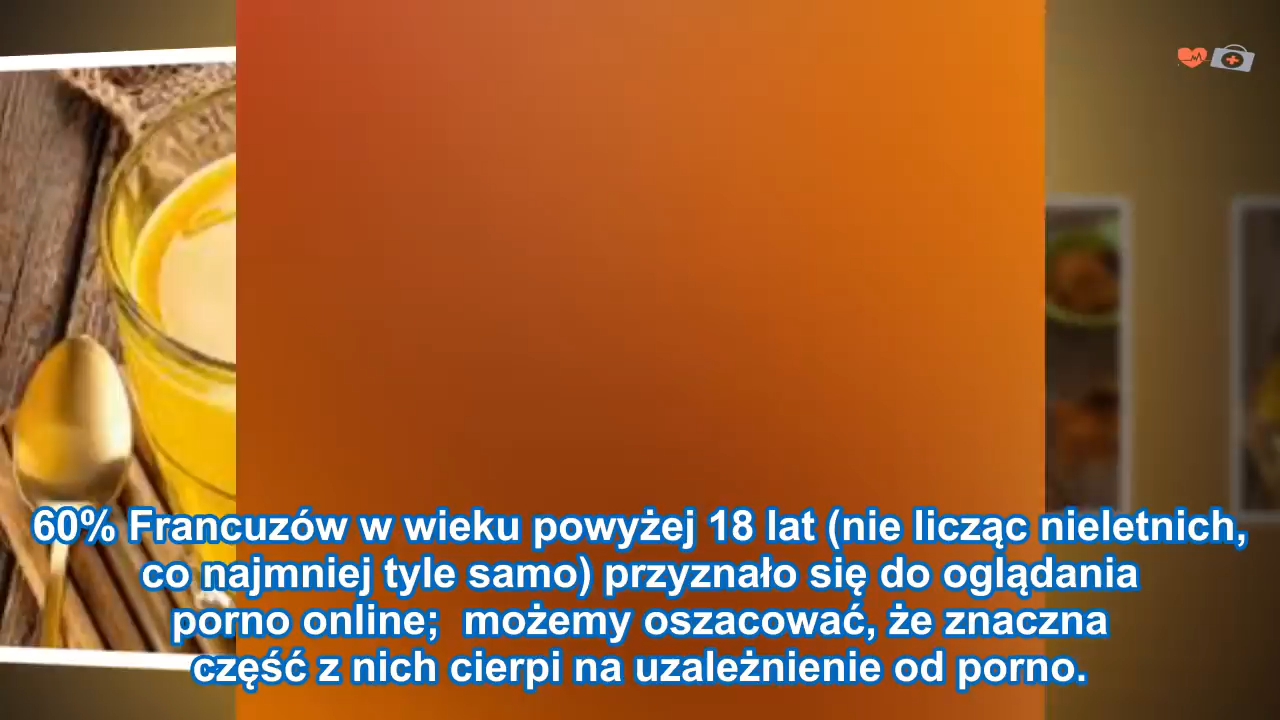 60% Francuzów w wieku powyżej 18 lat (nie licząc nieletnich,
co najmniej tyle samo) przyznało się do oglądania
porno online;  możemy oszacować, że znaczna
część z nich cierpi na uzależnienie od porno.